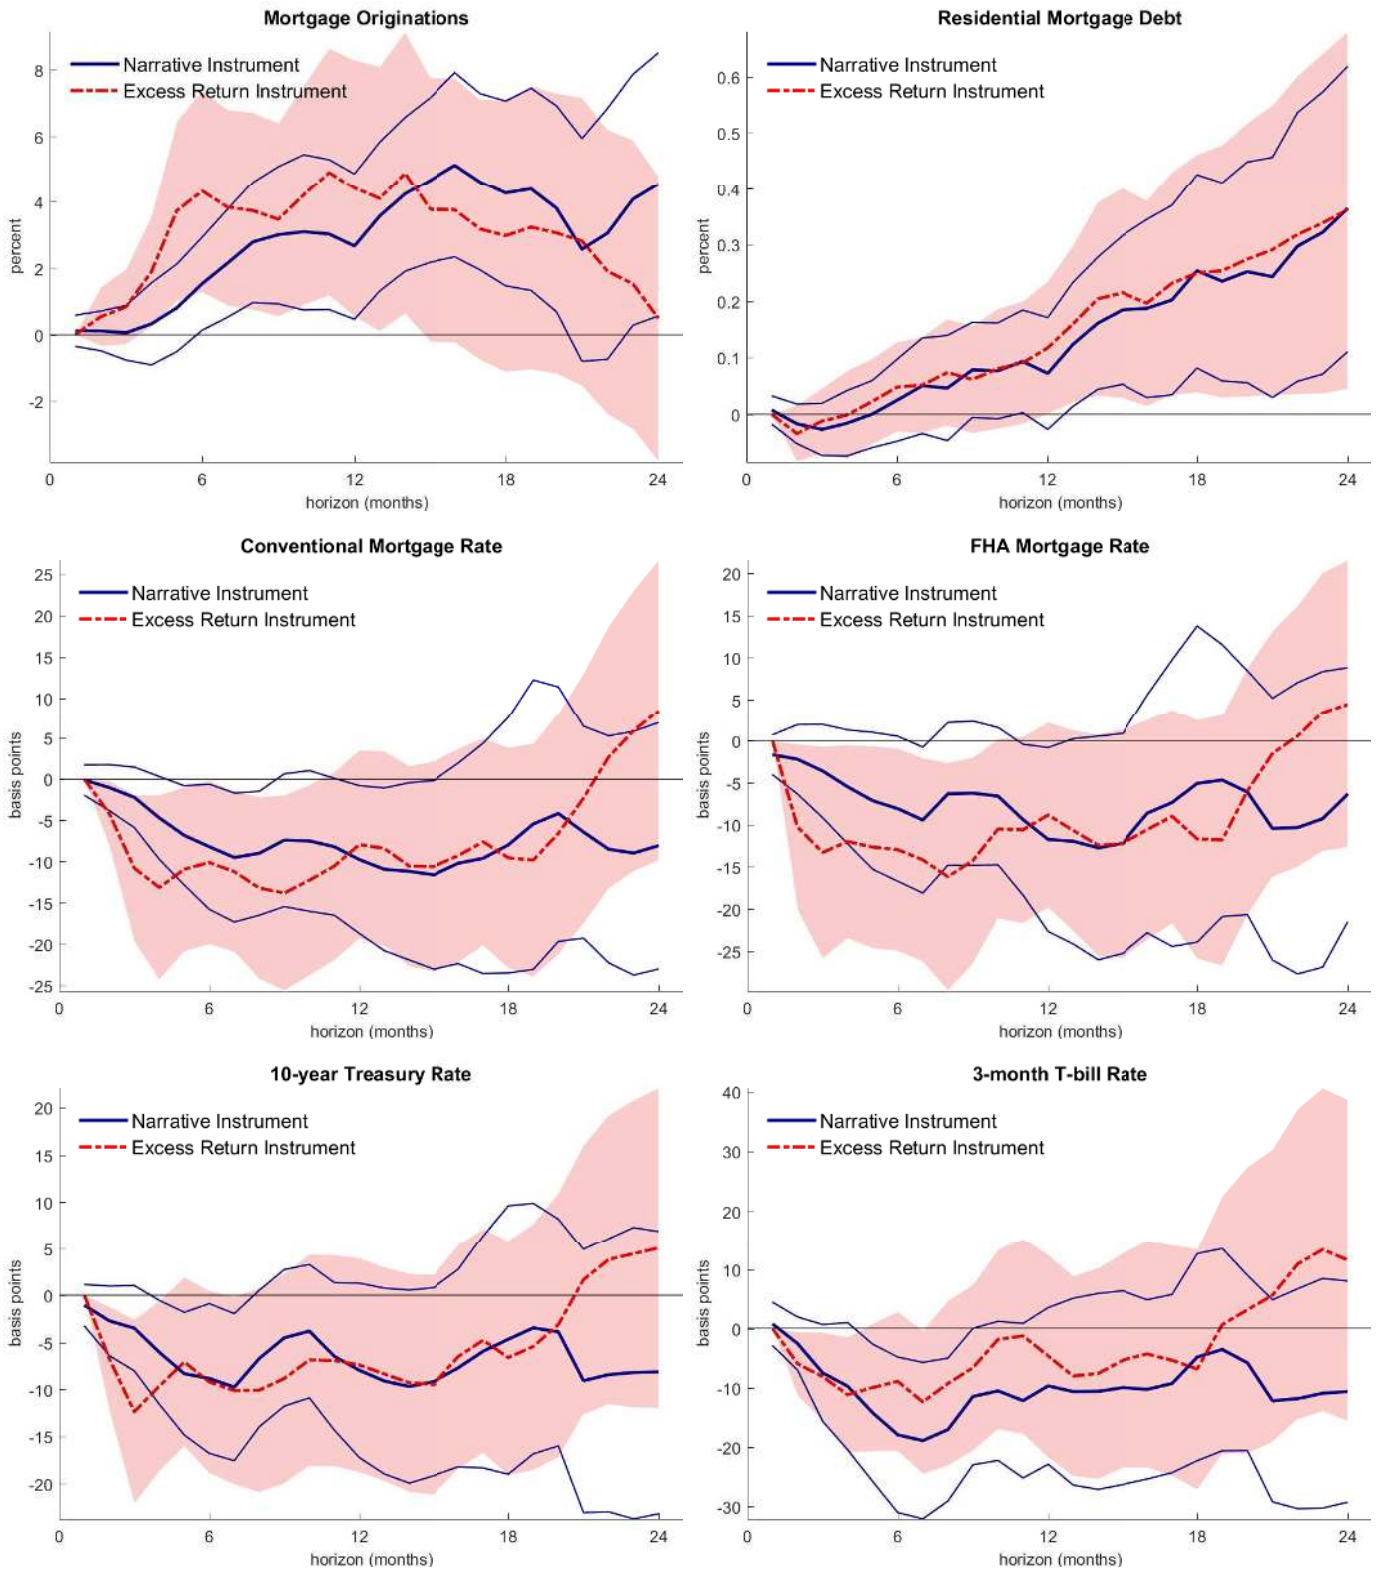 Mortgage Originations
Narrative Instrument
Excess Return Instrument
percent
8
6
4
2
0
-2
0
6
12
18
24
horizon (months)
Residential Mortgage Debt
Narrative Instrument
Excess Return Instrument
percent
0.6
0.5
0.4
0.3
0.2
0.1
0
0
6
12
18
24
horizon (months)
Conventional Mortgage Rate
Narrative Instrument
Excess Return Instrument
basis points
25
20
15
10
5
0
-5
-10
-15
-20
-25
0
6
12
18
24
horizon (months)
FHA Mortgage Rate
Narrative Instrument
Excess Return Instrument
basis points
20
15
10
5
0
-5
-10
-15
-20
-25
0
6
12
18
24
horizon (months)
10-year Treasury Rate
Narrative Instrument
Excess Return Instrument
basis points
20
15
10
5
0
-5
-10
-15
-20
0
6
12
18
24
horizon (months)
3-month T-bill Rate
Narrative Instrument
Excess Return Instrument
basis points
40
30
20
10
0
-10
-20
-30
0
6
12
18
24
horizon (months)